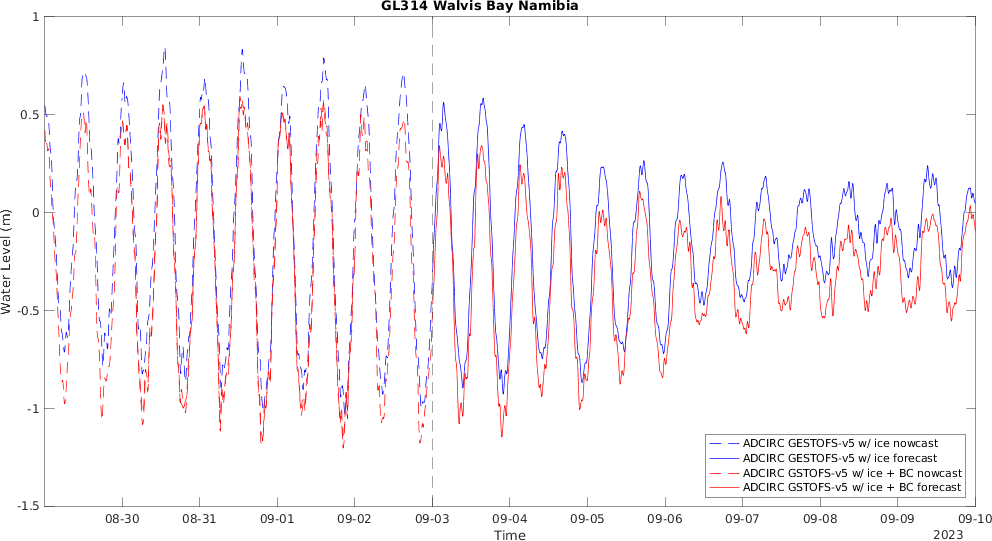 GL314 Walvis Bay Namibia
1
0.5
0
-0.5
-1
-1.5
Water Level (m)
08-30 08-31 09-01 09-02 09-03 09-04 09-05 09-06 09-07 09-08 09-09 09-10
Time
2023
ADCIRC GESTOFS-v5 w/ ice nowcast
ADCIRC GESTOFS-v5 w/ ice forecast
ADCIRC GSTOFS-v5 w/ ice + BC nowcast
ADCIRC GSTOFS-v5 w/ ice + BC forecast